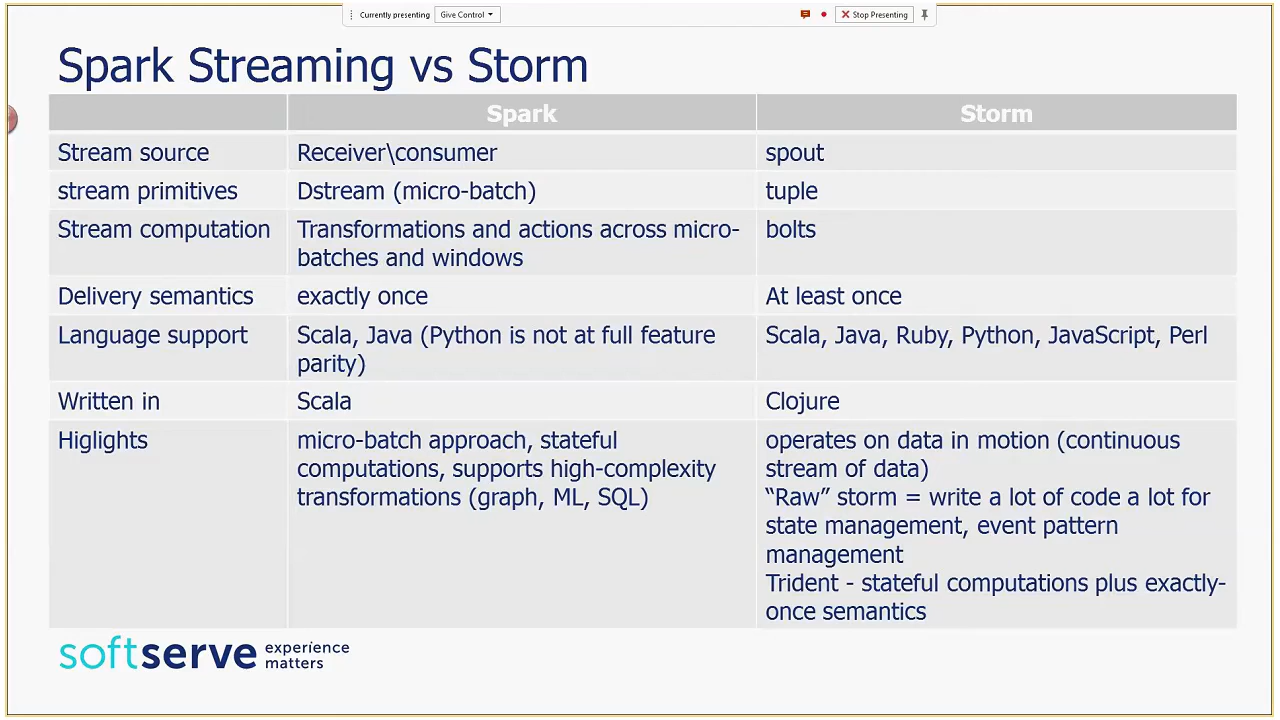 Currently presenting
Give Control
Stop Presenting
Spark Streaming vs Storm
Spark
Storm
Stream source
Receiver\consumer
spout
stream primitives
Dstream (micro-batch)
tuple
Stream computation
Transformations and actions across micro-
batches and windows
bolts
Delivery semantics
exactly once
At least once
Language support
Scala, Java (Python is not at full feature
parity)
Scala, Java, Ruby, Python, JavaScript, Perl
Written in
Scala
Clojure
Higlights
micro-batch approach, stateful
computations, supports high-complexity
transformations (graph, ML, SQL)
operates on data in motion (continuous
stream of data)
“Raw” storm = write a lot of code a lot for
state management, event pattern
management
Trident - stateful computations plus exactly-
once semantics
softserve
experience
matters